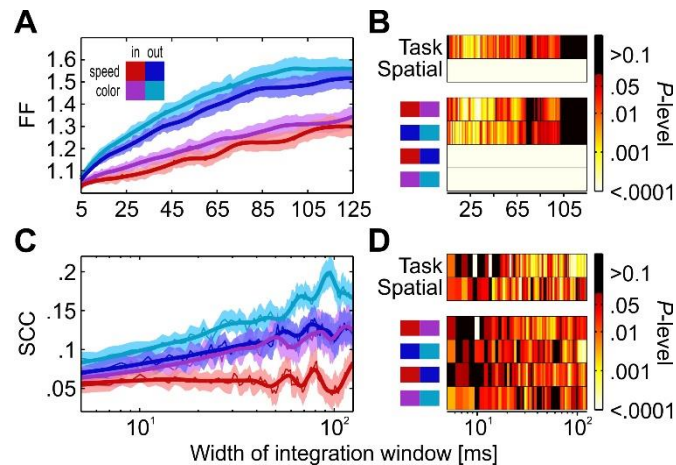 A
in out
speed
color
FF
1.6
1.5
1.4
1.3
1.2
1.1
5 25 45 65 85 105 125
B
Task
Spatial
>0.1
.05
.01
.001
<.0001
P-level
25 65 105
C
SCC
.2
.15
.1
.05
10¹ 10²
D
Task
Spatial
>0.1
.05
.01
.001
<.0001
P-level
10¹ 10²
Width of integration window [ms]